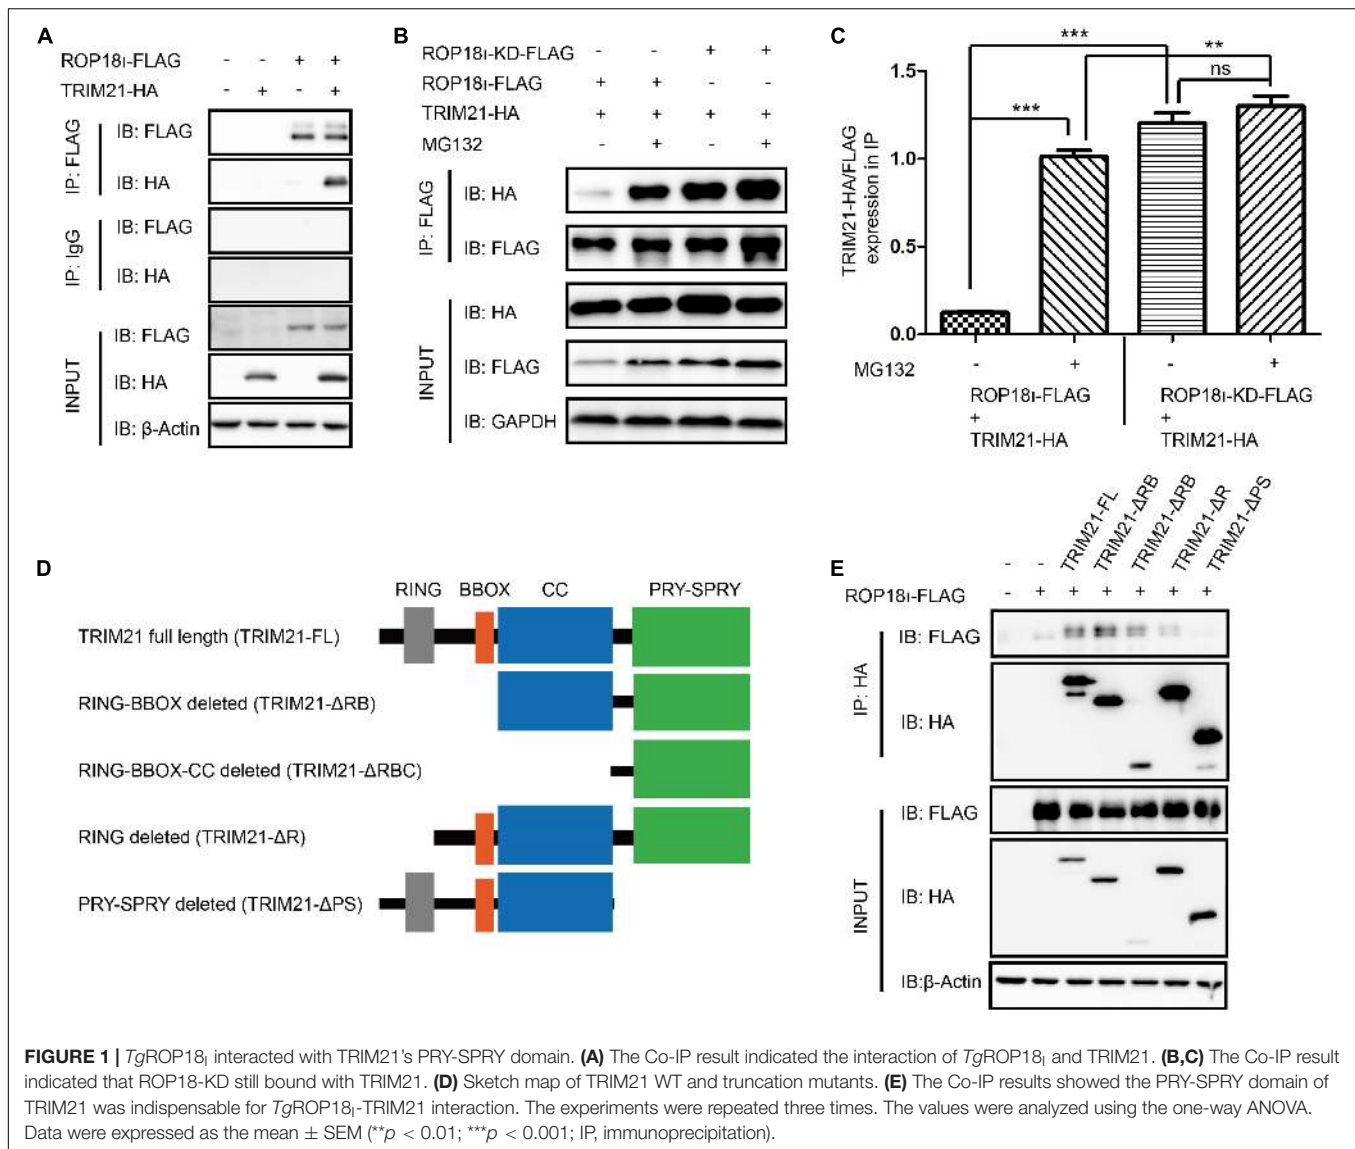 A
ROP18I-FLAG - - + +
TRIM21-HA - + - +
IP: FLAG
IB: FLAG
IB: HA
IP: IgG
IB: FLAG
IB: HA
INPUT
IB: FLAG
IB: HA
IB: β-Actin
B
ROP18I-KD-FLAG - - + +
ROP18I-FLAG + + - -
TRIM21-HA + + + +
MG132 - + - +
IP: FLAG
IB: HA
IB: FLAG
INPUT
IB: HA
IB: FLAG
IB: GAPDH
C
***
**
ns
***
TRIM21-HA/FLAG
expression in IP
1.5
1.0
0.5
0.0
MG132 - + - +
ROP18I-FLAG ROP18I-KD-FLAG
+ +
TRIM21-HA TRIM21-HA
D
RING BBOX CC PRY-SPRY
TRIM21 full length (TRIM21-FL)
RING-BBOX deleted (TRIM21-ΔRB)
RING-BBOX-CC deleted (TRIM21-ΔRBC)
RING deleted (TRIM21-ΔR)
PRY-SPRY deleted (TRIM21-ΔPS)
E
- - TRIM21-FL TRIM21-ΔRB TRIM21-ΔRB TRIM21-ΔR TRIM21-ΔPS
ROP18I-FLAG - + + + + + +
IP: HA
IB: FLAG
IB: HA
INPUT
IB: FLAG
IB: HA
IB:β-Actin
FIGURE 1 | TgROP18I interacted with TRIM21's PRY-SPRY domain. (A) The Co-IP result indicated the interaction of TgROP18I and TRIM21. (B,C) The Co-IP result
indicated that ROP18-KD still bound with TRIM21. (D) Sketch map of TRIM21 WT and truncation mutants. (E) The Co-IP results showed the PRY-SPRY domain of
TRIM21 was indispensable for TgROP18I-TRIM21 interaction. The experiments were repeated three times. The values were analyzed using the one-way ANOVA.
Data were expressed as the mean ± SEM (**p < 0.01; ***p < 0.001; IP, immunoprecipitation).